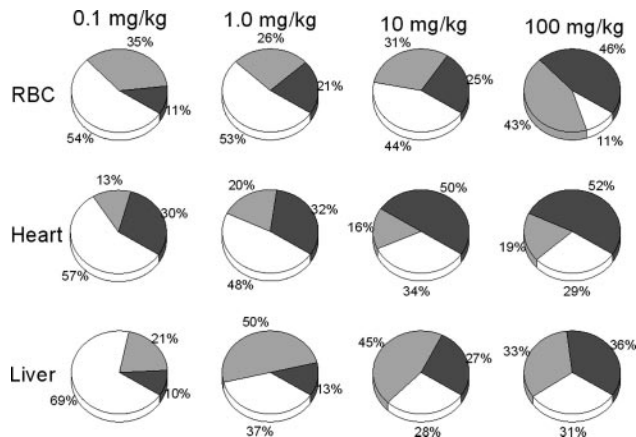 0.1 mg/kg 1.0 mg/kg 10 mg/kg 100 mg/kg
35% 26% 31% 46%
RBC 11% 21% 25%
54% 53% 44% 43% 11%
13% 20% 50% 52%
Heart 30% 32% 16% 19%
57% 48% 34% 29%
21% 50% 45% 27% 33% 36%
Liver 10% 13%
69% 37% 28% 31%